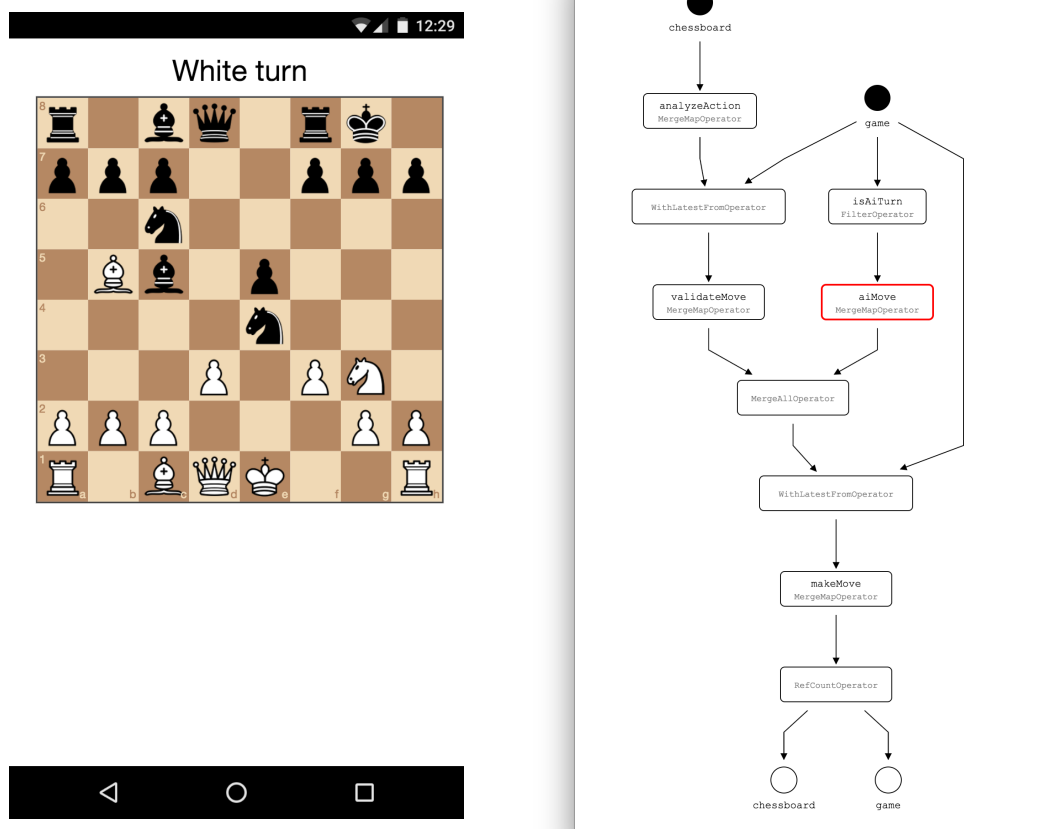 12:29
White turn
8
7
6
5
4
3
2
1
a
b
c
d
e
f
g
h
chessboard
analyzeAction
MergeMapOperator
game
WithLatestFromOperator
isAiTurn
FilterOperator
validateMove
MergeMapOperator
aiMove
MergeMapOperator
MergeAllOperator
WithLatestFromOperator
makeMove
MergeMapOperator
RefCountOperator
chessboard
game